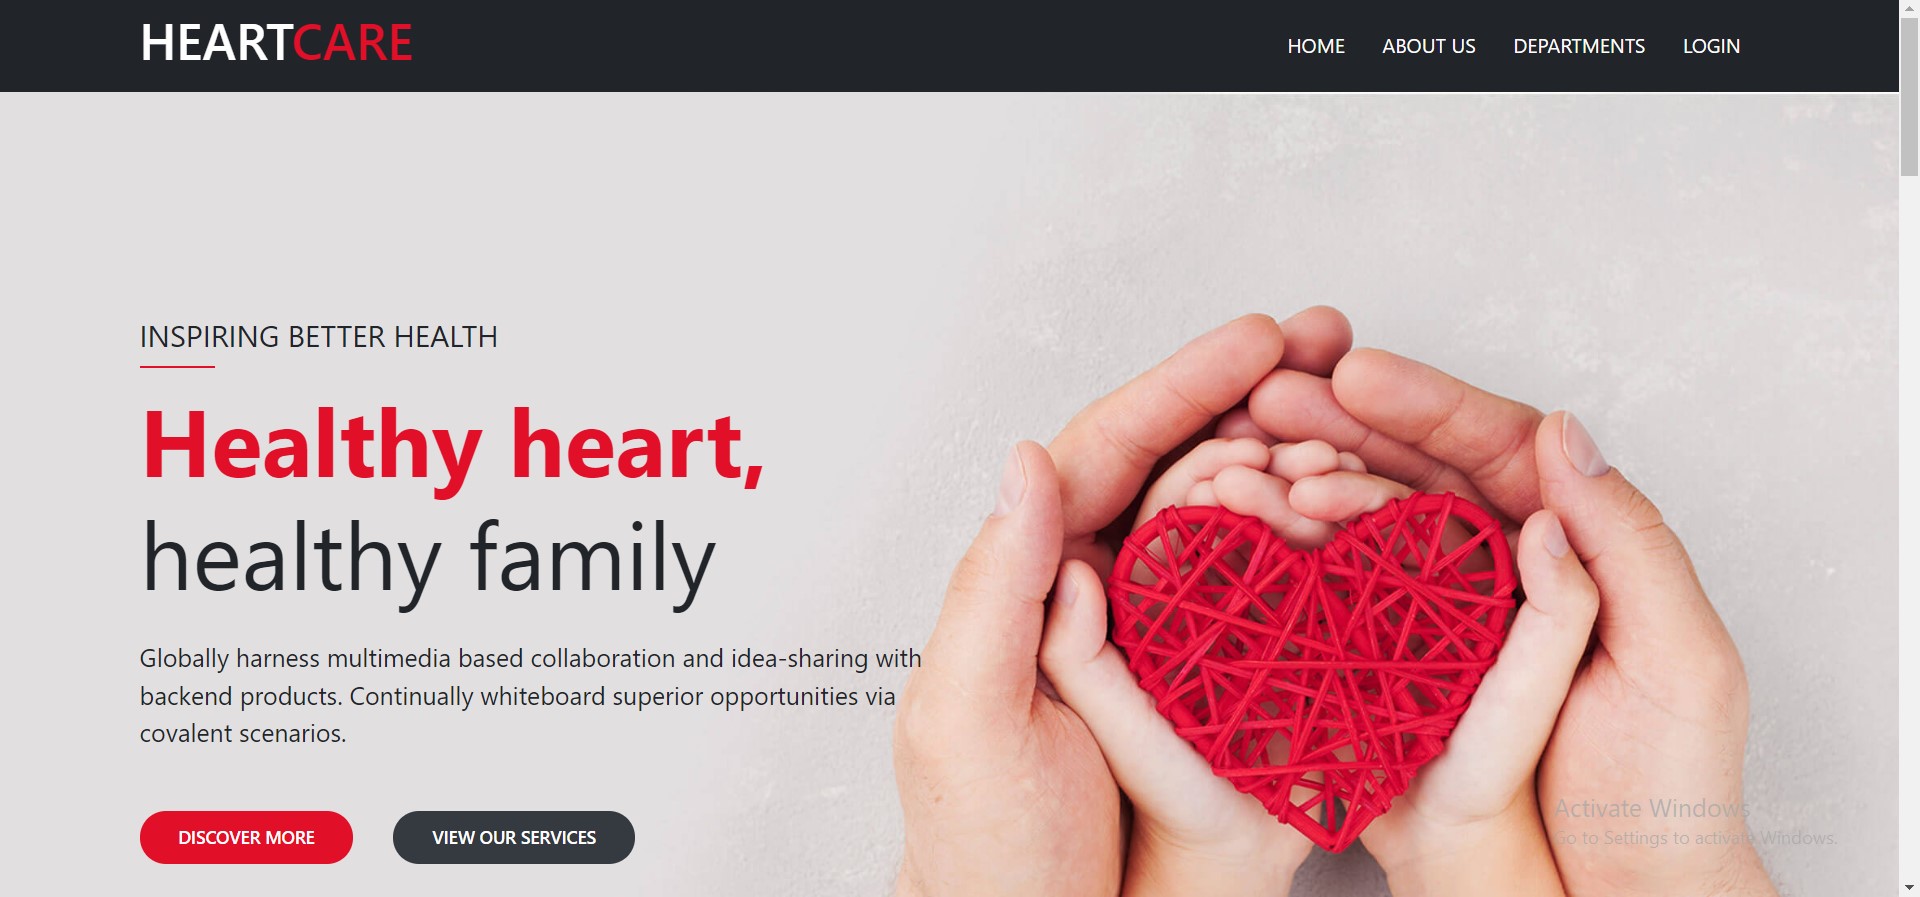 HEARTCARE
HOME ABOUT US DEPARTMENTS LOGIN
INSPIRING BETTER HEALTH
Healthy heart,
healthy family
Globally harness multimedia based collaboration and idea-sharing with
backend products. Continually whiteboard superior opportunities via
covalent scenarios.
DISCOVER MORE VIEW OUR SERVICES
Activate Windows
Go to Settings to activate Windows.